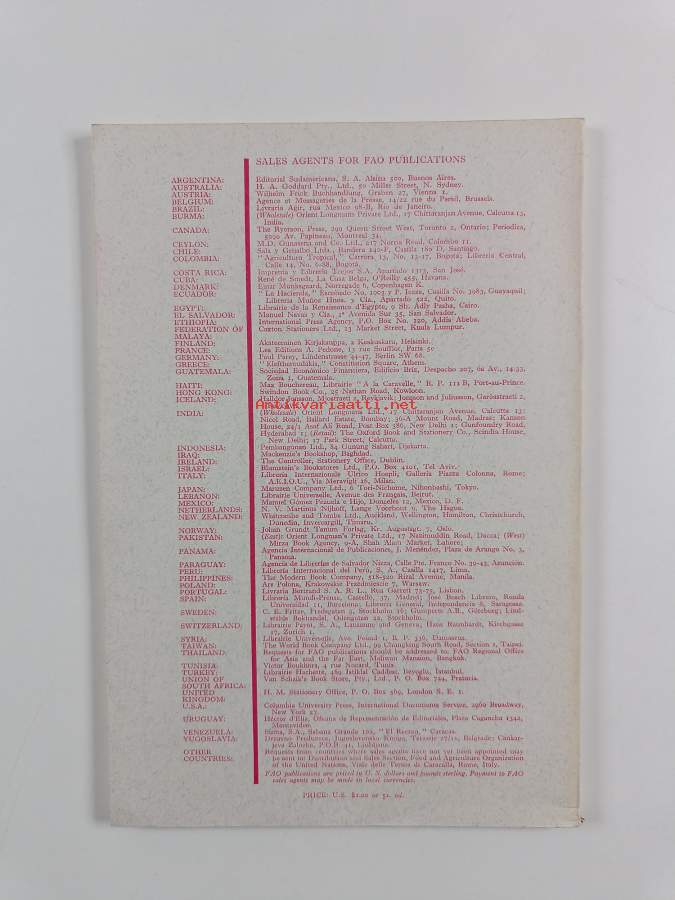 SALES AGENTS FOR FAO PUBLICATIONS
ARGENTINA: Editorial Sudamericana, S. A. Alsina 500, Buenos Aires.
AUSTRALIA: H. A. Goddard Pty., Ltd., 50 Miller Street, N. Sydney.
AUSTRIA: Wilhelm Frick Buchhandlung, Graben 27, Vienna 1.
BELGIUM: Agence et Messageries de la Presse, 14/22 rue du Persil, Brussels.
BRAZIL: Livraria Agir, rua Mexico 98-B, Rio de Janeiro.
BURMA: (Wholesale) Orient Longmans Private Ltd., 17 Chittaranjan Avenue, Calcutta 13,
India.
CANADA: The Ryerson Press, 299 Queen Street West, Toronto 2, Ontario; Periodica,
5090 Av. Papineau, Montreal 34.
CEYLON: M.D. Gunasena and Co. Ltd., 217 Norris Road, Colombo 11.
CHILE: Sala y Grijalbo Ltda., Bandera 140-F, Casilla 180 D, Santiago.
COLOMBIA: "Agricultura Tropical," Carrera 13, No. 13-17, Bogotá; Librería Central,
Calle 14, No. 6-88, Bogotá.
COSTA RICA: Imprenta y Librería Trejos S.A. Apartado 1313, San José.
CUBA: René de Smedt, La Casa Belga, O'Reilly 455, Havana.
DENMARK: Ejnar Munksgaard, Norregade 6, Copenhagen K.
ECUADOR: "La Hacienda," Escobedo No. 1003 y P. Icaza, Casilla No. 3983, Guayaquil;
Librería Muñoz Hnos. y Cía., Apartado 522, Quito.
EGYPT: Librairie de la Renaissance d'Egypte, 9 Sh. Adly Pasha, Cairo.
EL SALVADOR: Manuel Navas y Cía., 1ª Avenida Sur 35, San Salvador.
ETHIOPIA: International Press Agency, P.O. Box No. 120, Addis Ababa.
FEDERATION OF Caxton Stationers Ltd., 13 Market Street, Kuala Lumpur.
MALAYA:
FINLAND: Akateeminen Kirjakauppa, 2 Keskuskatu, Helsinki.
FRANCE: Les Editions A. Pedone, 13 rue Soufflot, Paris 5e
GERMANY: Paul Parey, Lindenstrasse 44-47, Berlin SW 68.
GREECE: "Eleftheroudakis," Constitution Square, Athens.
GUATEMALA: Sociedad Económico Financiera, Edificio Briz, Despacho 207, 6a Av., 14-33,
Zona 1, Guatemala.
HAITI: Max Bouchereau, Librairie "A la Caravelle," B. P. 111 B, Port-au-Prince.
HONG KONG: Swindon Book-Co., 25 Nathan Road, Kowloon.
ICELAND: Halldor Jonsson, Mjostraeti 2, Reykjavik; Jonsson and Juliusson, Garðastraeti 2,
Antikvariaatti.net
INDIA: (Wholesale) Orient Longmans Ltd., 17 Chittaranjan Avenue, Calcutta 13;
Nicol Road, Ballard Estate, Bombay; 36-A Mount Road, Madras; Kanson
House, 24/1 Asaf Ali Road, Post Box 386, New Delhi 1; Gunfoundry Road,
Hyderabad 1; (Retail): The Oxford Book and Stationery Co., Scindia House,
New Delhi; 17 Park Street, Calcutta.
INDONESIA: Pembangunan Ltd., 84 Gunung Sahari, Djakarta.
IRAQ: Mackenzie's Bookshop, Baghdad.
IRELAND: The Controller, Stationery Office, Dublin.
ISRAEL: Blumstein's Bookstores Ltd., P.O. Box 4101, Tel Aviv.
ITALY: Libreria Internazionale Ulrico Hoepli, Galleria Piazza Colonna, Rome;
A.E.I.O.U., Via Meravigli 16, Milan.
JAPAN: Maruzen Company Ltd., 6 Tori-Nichome, Nihonbashi, Tokyo.
LEBANON: Librairie Universelle, Avenue des Français, Beirut.
MEXICO: Manuel Gómez Pezuela e Hijo, Donceles 12, Mexico, D. F.
NETHERLANDS: N. V. Martinus Nijhoff, Lange Voorhout 9, The Hague.
NEW ZEALAND: Whitcombe and Tombs Ltd., Auckland, Wellington, Hamilton, Christchurch,
Dunedin, Invercargill, Timaru.
NORWAY: Johan Grundt Tanum Forlag, Kr. Augustsgt. 7, Oslo.
PAKISTAN: (East): Orient Longman's Private Ltd., 17 Nazimuddin Road, Dacca; (West)
Mirza Book Agency, 9-A, Shah Alam Market, Lahore;
PANAMA: Agencia Internacional de Publicaciones, J. Menéndez, Plaza de Arango No. 3,
Panama.
PARAGUAY: Agencia de Librerías de Salvador Nizza, Calle Pte. Franco No. 39-43, Asunción.
PERU: Librería Internacional del Perú, S. A., Casilla 1417, Lima.
PHILIPPINES: The Modern Book Company, 518-520 Rizal Avenue, Manila.
POLAND: Ars Polona, Krakowskie Przedmiescie 7, Warsaw.
PORTUGAL: Livraria Bertrand S. A. R. L., Rua Garrett 73-75, Lisbon.
SPAIN: Librería Mundi-Prensa, Castelló, 37, Madrid; José Bosch Librero, Ronda
Universidad 11, Barcelona; Librería General, Independencia 8, Saragossa.
SWEDEN: C. E. Fritze, Fredsgatan 2, Stockholm 16; Gumperts A.B., Göteborg; Lindståhls Bokhandel, Odengatan 22, Stockholm.
SWITZERLAND: Librairie Payot, S. A., Lausanne and Geneva, Hans Raunhardt, Kirchgasse
17, Zurich 1.
SYRIA: Librairie Universelle, Ave. Fouad 1, B. P. 336, Damascus.
TAIWAN: The World Book Company Ltd., 99 Chungking South Road, Section 1, Taipei.
THAILAND: Requests for FAO publications should be addressed to: FAO Regional Office
for Asia and the Far East, Maliwan Mansion, Bangkok.
TUNISIA: Victor Boukhors, 4 rue Nocard, Tunis.
TURKEY: Librairie Hachette, 469 Istiklal Caddesi, Beyoglu, Istanbul.
UNION OF Van Schaik's Book Store, Pty., Ltd., P. O. Box 724, Pretoria.
SOUTH AFRICA:
UNITED H. M. Stationery Office, P. O. Box 569, London S. E. 1.
KINGDOM:
U.S.A.: Columbia University Press, International Documents Service, 2960 Broadway,
New York 27.
URUGUAY: Héctor d'Elía, Oficina de Representación de Editoriales, Plaza Cagancha 1342,
Montevideo.
VENEZUELA: Suma, S.A., Sabana Grande 102, "El Recreo," Caracas.
YUGOSLAVIA: Drzavno Preduzece, Jugoslovenska Knjiga, Terazije 27/11, Belgrade; Cankarjeva Zalozba, P.O.B. 41, Ljubljana.
OTHER Requests from countries where sales agents have not yet been appointed may
COUNTRIES: be sent to: Distribution and Sales Section, Food and Agriculture Organization
of the United Nations, Viale delle Terme di Caracalla, Rome, Italy.
FAO publications are priced in U. S. dollars and pounds sterling. Payment to FAO
sales agents may be made in local currencies.
PRICE: U.S. $1.00 or 5s. od.